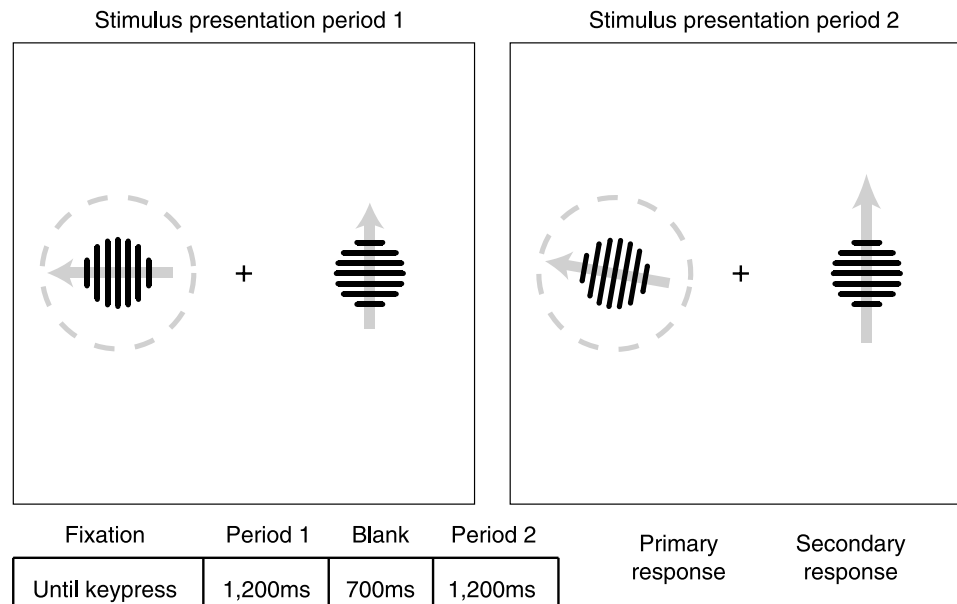 Stimulus presentation period 1
Stimulus presentation period 2
+
+
Fixation
Period 1
Blank
Period 2
Until keypress
1,200ms
700ms
1,200ms
Primary
response
Secondary
response